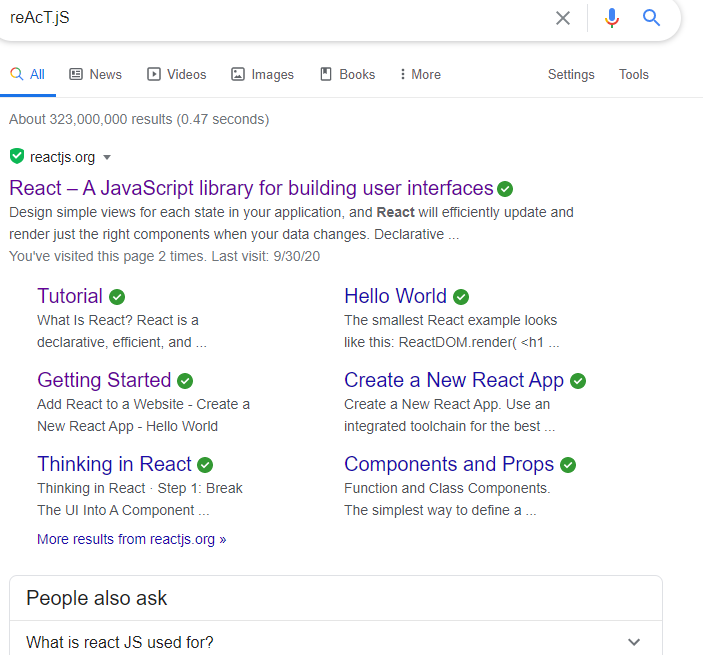 reAcT.jS
All News Videos Images Books More Settings Tools
About 323,000,000 results (0.47 seconds)
reactjs.org
React – A JavaScript library for building user interfaces
Design simple views for each state in your application, and React will efficiently update and
render just the right components when your data changes. Declarative ...
You've visited this page 2 times. Last visit: 9/30/20
Tutorial
What Is React? React is a
declarative, efficient, and ...
Hello World
The smallest React example looks
like this: ReactDOM.render( <h1 ...
Getting Started
Add React to a Website - Create a
New React App - Hello World
Create a New React App
Create a New React App. Use an
integrated toolchain for the best ...
Thinking in React
Thinking in React · Step 1: Break
The UI Into A Component ...
Components and Props
Function and Class Components.
The simplest way to define a ...
More results from reactjs.org »
People also ask
What is react JS used for?